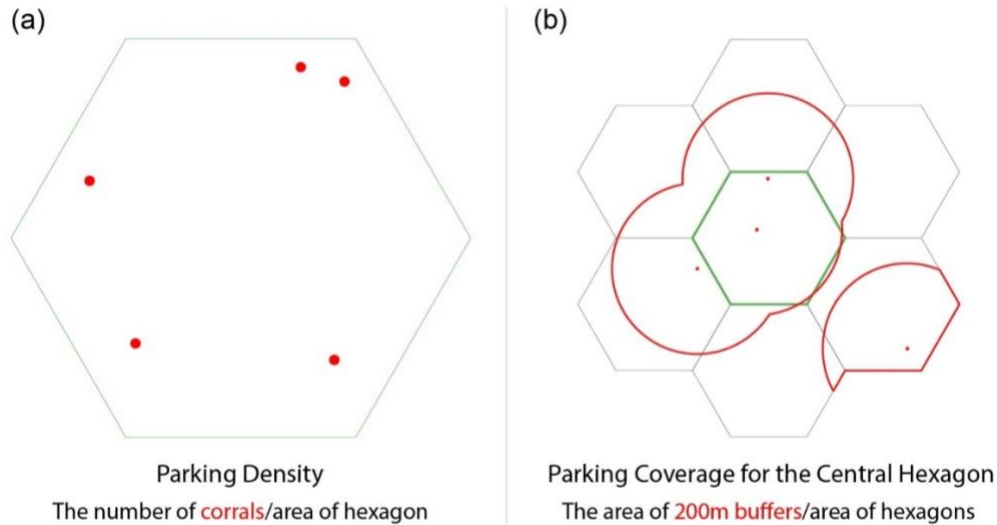 (a)
Parking Density
The number of corrals/area of hexagon
(b)
Parking Coverage for the Central Hexagon
The area of 200m buffers/area of hexagons